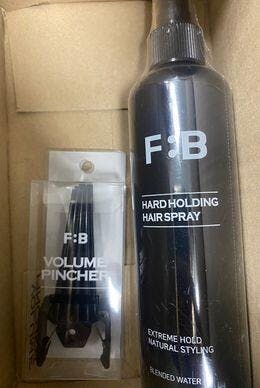 F:B
VOLUME
PINCHER
F:B
HARD HOLDING
HAIR SPRAY
EXTREME HOLD
NATURAL STYLING
BLENDED WATER